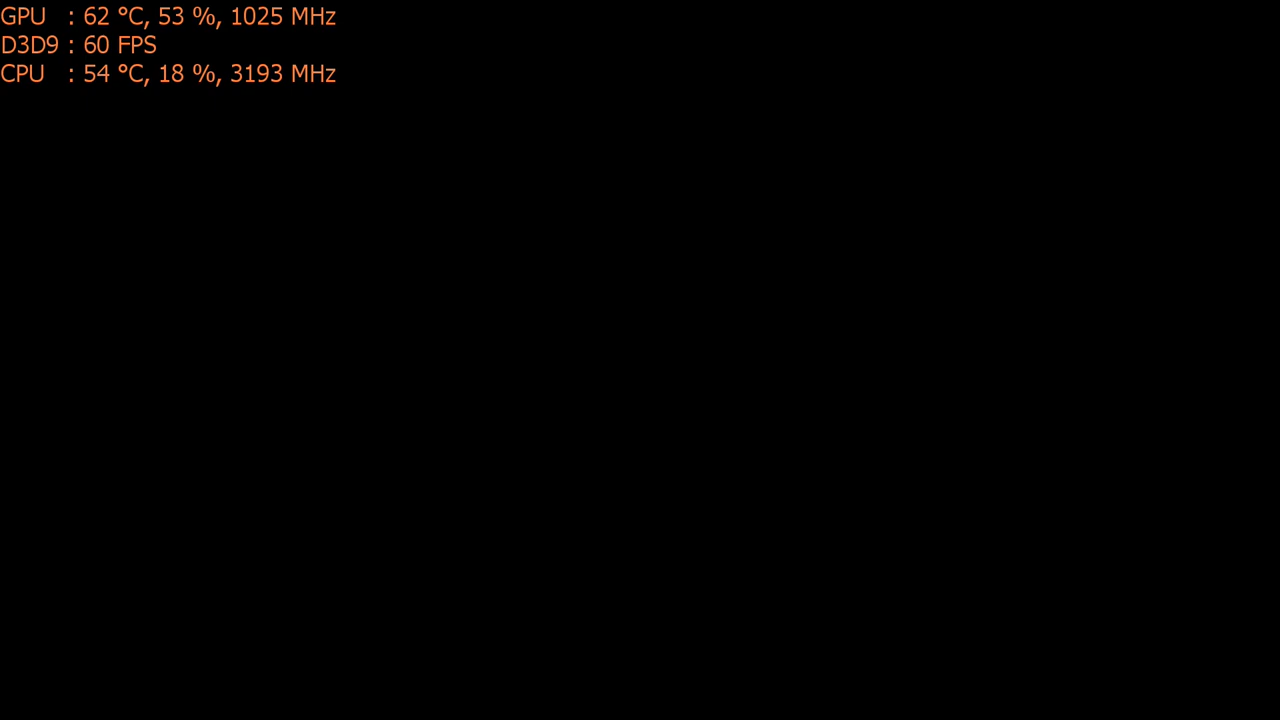 GPU : 62 °C, 53 %, 1025 MHz
D3D9 : 60 FPS
CPU : 54 °C, 18 %, 3193 MHz